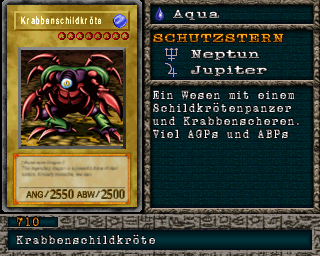 Krabbenschildkröte
ANG/2550 ABW/2500
Aqua
SCHUTZSTERN
Neptun
Jupiter
Ein Wesen mit einem
Schildkrötenpanzer
und Krabbenscheren.
Viel AGPs und ABPs
710
Krabbenschildkröte